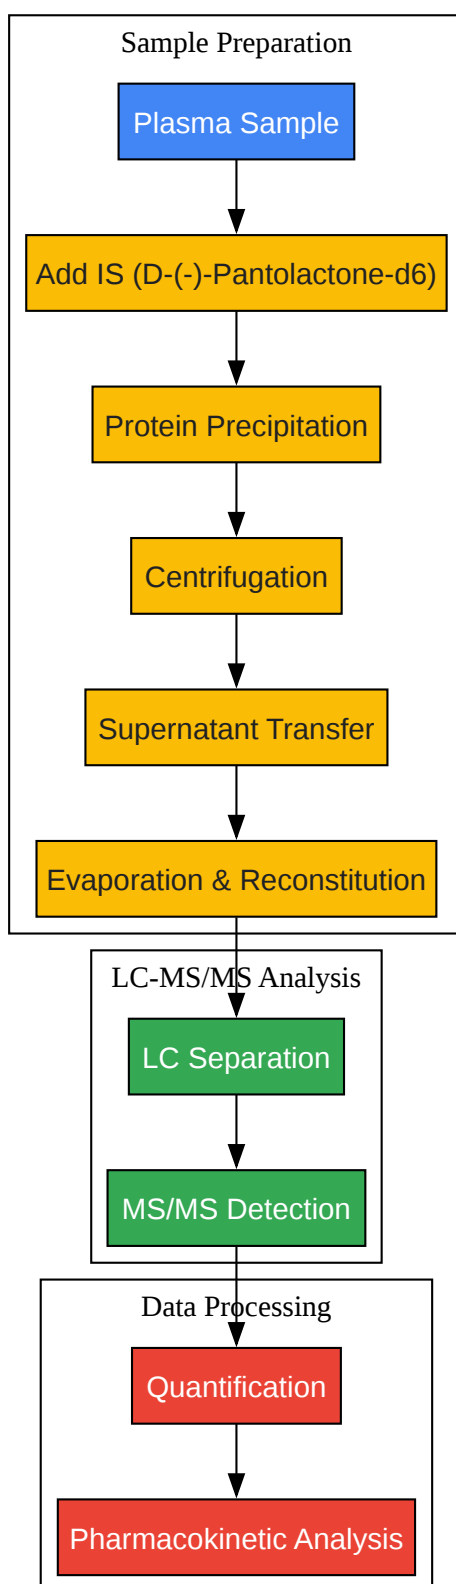 Sample Preparation
Plasma Sample
Add IS (D-(-)-Pantolactone-d6)
Protein Precipitation
Centrifugation
Supernatant Transfer
Evaporation & Reconstitution
LC-MS/MS Analysis
LC Separation
MS/MS Detection
Data Processing
Quantification
Pharmacokinetic Analysis